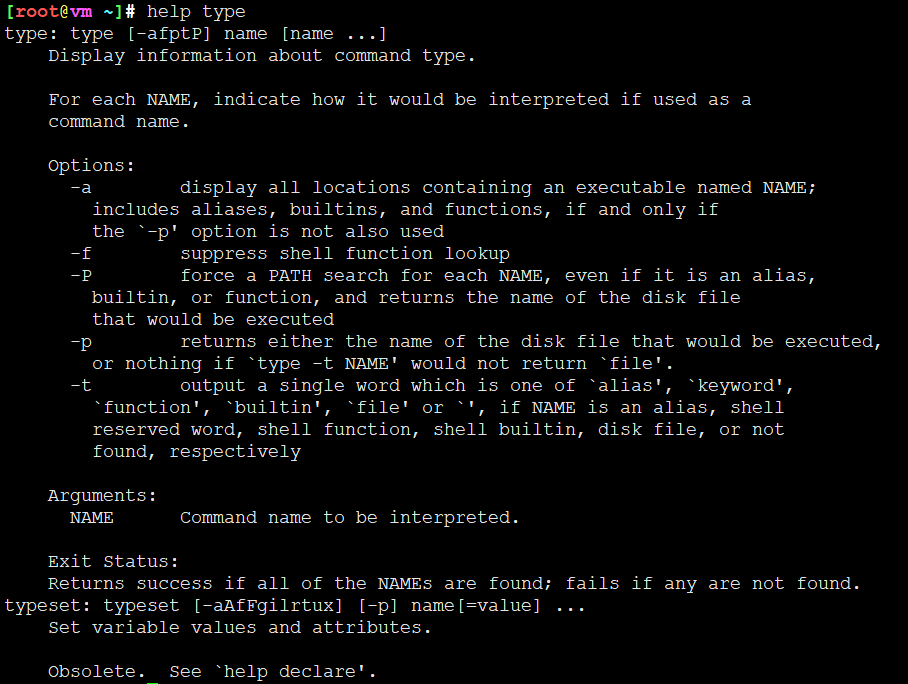 [root@vm ~]# help type
type: type [-afptP] name [name ...]
    Display information about command type.

    For each NAME, indicate how it would be interpreted if used as a
    command name.

    Options:
      -a        display all locations containing an executable named NAME;
        includes aliases, builtins, and functions, if and only if
        the `-p' option is not also used
      -f        suppress shell function lookup
      -P        force a PATH search for each NAME, even if it is an alias,
        builtin, or function, and returns the name of the disk file
        that would be executed
      -p        returns either the name of the disk file that would be executed,
        or nothing if `type -t NAME' would not return `file'.
      -t        output a single word which is one of `alias', `keyword',
        `function', `builtin', `file' or `', if NAME is an alias, shell
        reserved word, shell function, shell builtin, disk file, or not
        found, respectively

    Arguments:
      NAME      Command name to be interpreted.

    Exit Status:
    Returns success if all of the NAMEs are found; fails if any are not found.
typeset: typeset [-aAfFgilrtux] [-p] name[=value] ...
    Set variable values and attributes.

    Obsolete.  See `help declare'.